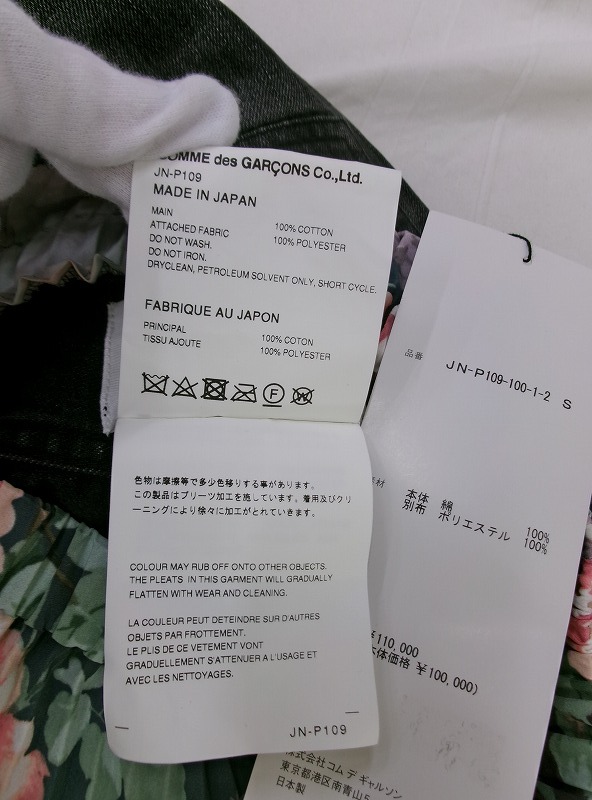 COMME des GARÇONS Co.,Ltd.
JN-P109
MADE IN JAPAN
MAIN 100% COTTON
ATTACHED FABRIC 100% POLYESTER
DO NOT WASH.
DO NOT IRON.
DRYCLEAN, PETROLEUM SOLVENT ONLY, SHORT CYCLE.
FABRIQUE AU JAPON
PRINCIPAL 100% COTON
TISSU AJOUTE 100% POLYESTER
F
W
色物は摩擦等で多少色移りする事があります。
この製品はプリーツ加工を施しています。着用及びクリ
ーニングにより徐々に加工がとれていきます。
COLOUR MAY RUB OFF ONTO OTHER OBJECTS.
THE PLEATS IN THIS GARMENT WILL GRADUALLY
FLATTEN WITH WEAR AND CLEANING.
LA COULEUR PEUT DETEINDRE SUR D'AUTRES
OBJETS PAR FROTTEMENT.
LE PLIS DE CE VETEMENT VONT
GRADUELLEMENT S'ATTENUER A L'USAGE ET
AVEC LES NETTOYAGES.
JN-P109
品番 JN-P109-100-1-2 S
素材 本体 綿 100%
別布 ポリエステル 100%
¥110,000
体価格 ¥100,000)
株式会社コム デ ギャルソン
東京都港区南青山5
日本製